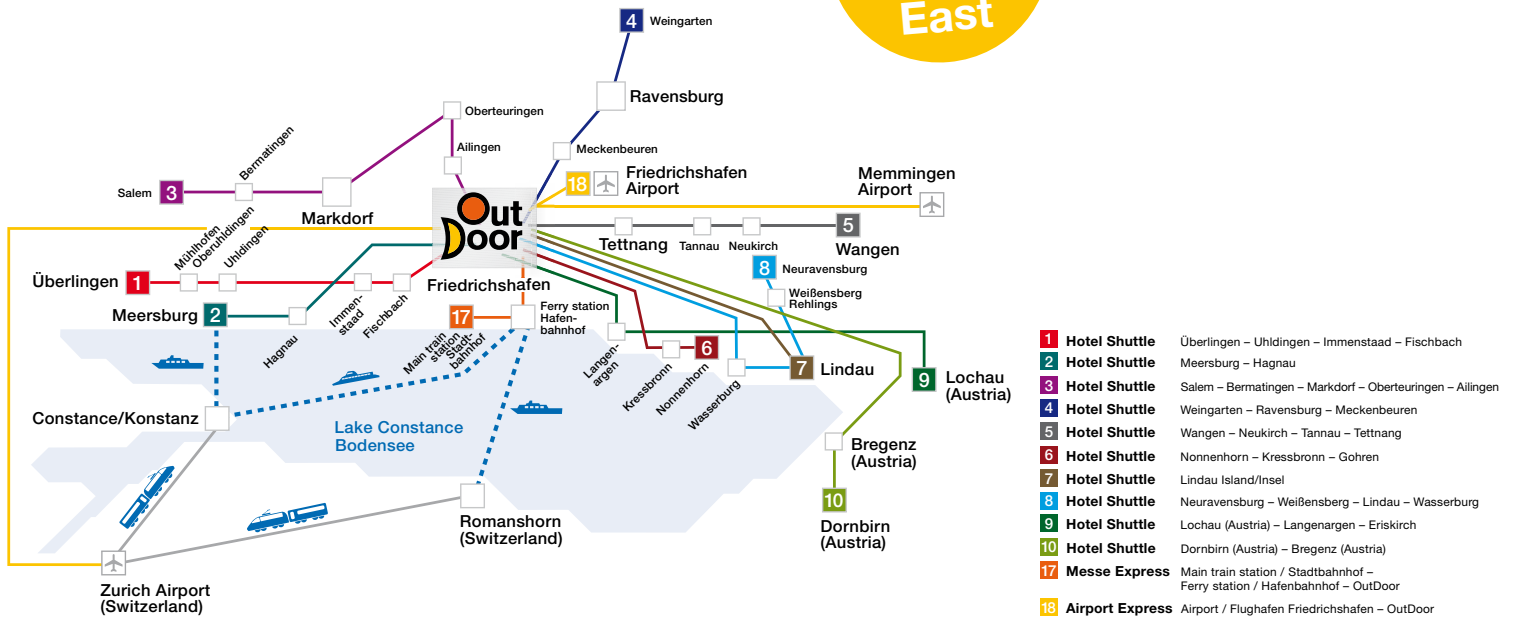 East
4 Weingarten
Ravensburg
Oberteuringen
Meckenbeuren
Ailingen
Bermatingen
Salem 3
Markdorf
18 Friedrichshafen
Airport
Memmingen
Airport
Out
Door
Friedrichshafen
Tettnang
Tannau
Neukirch
5
Wangen
Mühlhofen
Oberuhldingen
Uhldingen
Überlingen 1
Immen-
staad
Fischbach
8 Neuravensburg
Weißensberg
Rehlings
Meersburg 2
Hagnau
17
Main train
station
Stadt-
bahnhof
Ferry station
Hafen-
bahnhof
Langen-
argen
Kressbronn
6
Nonnenhorn
Wasserburg
7 Lindau
9 Lochau
(Austria)
Constance/Konstanz
Lake Constance
Bodensee
Bregenz
(Austria)
10
Dornbirn
(Austria)
Romanshorn
(Switzerland)
Zurich Airport
(Switzerland)
1 Hotel Shuttle Überlingen – Uhldingen – Immenstaad – Fischbach
2 Hotel Shuttle Meersburg – Hagnau
3 Hotel Shuttle Salem – Bermatingen – Markdorf – Oberteuringen – Ailingen
4 Hotel Shuttle Weingarten – Ravensburg – Meckenbeuren
5 Hotel Shuttle Wangen – Neukirch – Tannau – Tettnang
6 Hotel Shuttle Nonnenhorn – Kressbronn – Gohren
7 Hotel Shuttle Lindau Island/Insel
8 Hotel Shuttle Neuravensburg – Weißensberg – Lindau – Wasserburg
9 Hotel Shuttle Lochau (Austria) – Langenargen – Eriskirch
10 Hotel Shuttle Dornbirn (Austria) – Bregenz (Austria)
17 Messe Express Main train station / Stadtbahnhof –
Ferry station / Hafenbahnhof – OutDoor
18 Airport Express Airport / Flughafen Friedrichshafen – OutDoor